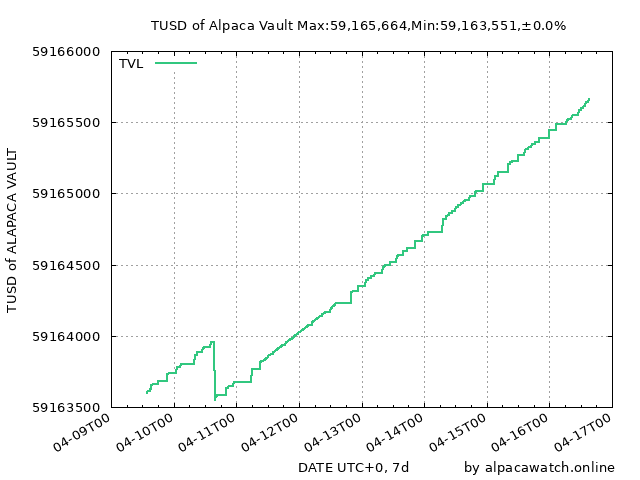 TUSD of Alpaca Vault Max:59,165,664,Min:59,163,551,±0.0%
TVL
59166000
59165500
59165000
59164500
59164000
59163500
TUSD of ALAPACA VAULT
04-09T00
04-10T00
04-11T00
04-12T00
04-13T00
04-14T00
04-15T00
04-16T00
04-17T00
DATE UTC+0, 7d
by alpacawatch.online